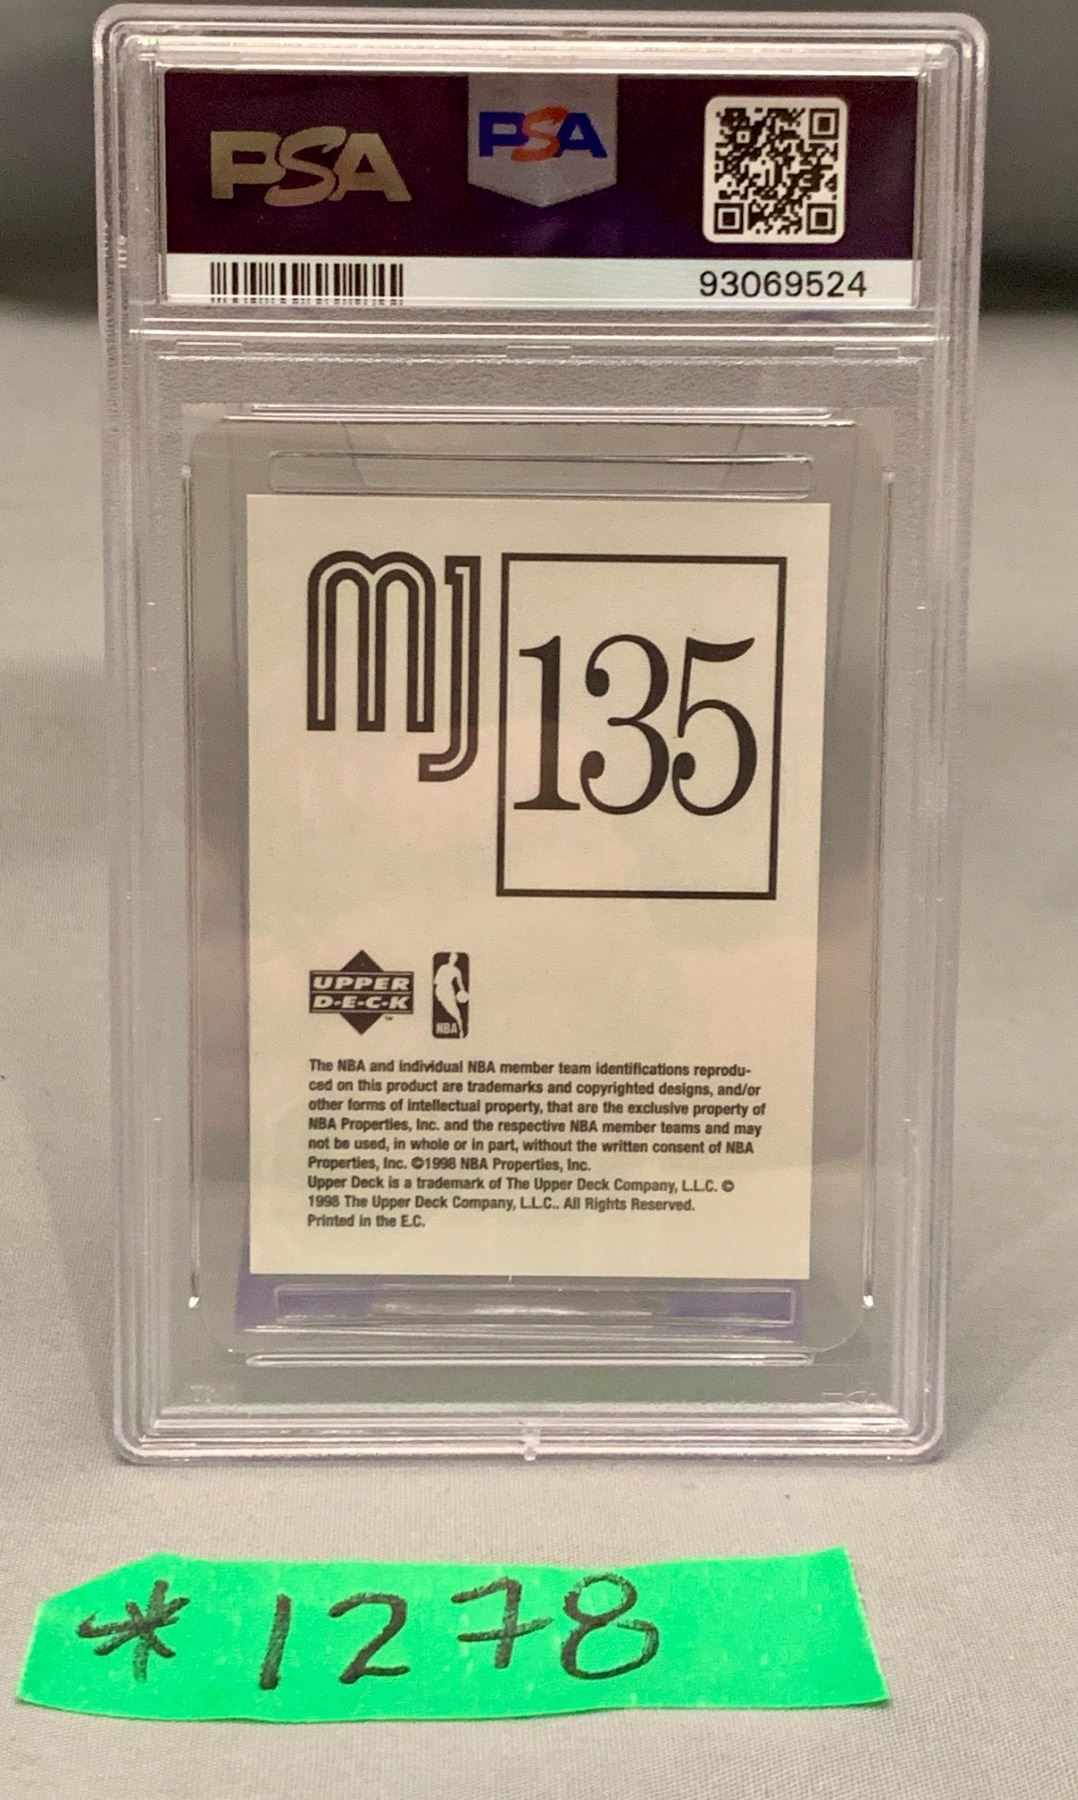 PSA PSA
93069524
mj 135
UPPER
D·E·C·K ™
NBA
The NBA and individual NBA member team identifications reprodu-
ced on this product are trademarks and copyrighted designs, and/or
other forms of intellectual property, that are the exclusive property of
NBA Properties, Inc. and the respective NBA member teams and may
not be used, in whole or in part, without the written consent of NBA
Properties, Inc. ©1998 NBA Properties, Inc.
Upper Deck is a trademark of The Upper Deck Company, L.L.C. ©
1998 The Upper Deck Company, L.L.C.. All Rights Reserved.
Printed in the E.C.
*1278